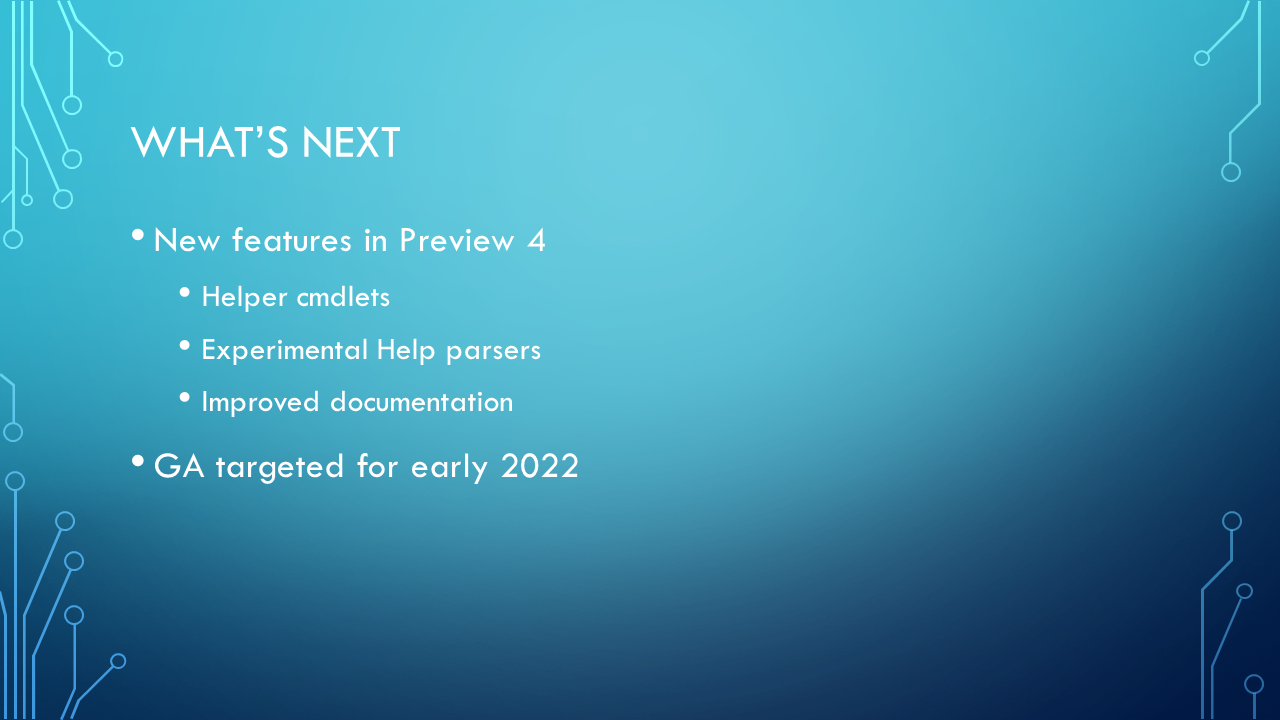 WHAT’S NEXT
• New features in Preview 4
• Helper cmdlets
• Experimental Help parsers
• Improved documentation
• GA targeted for early 2022